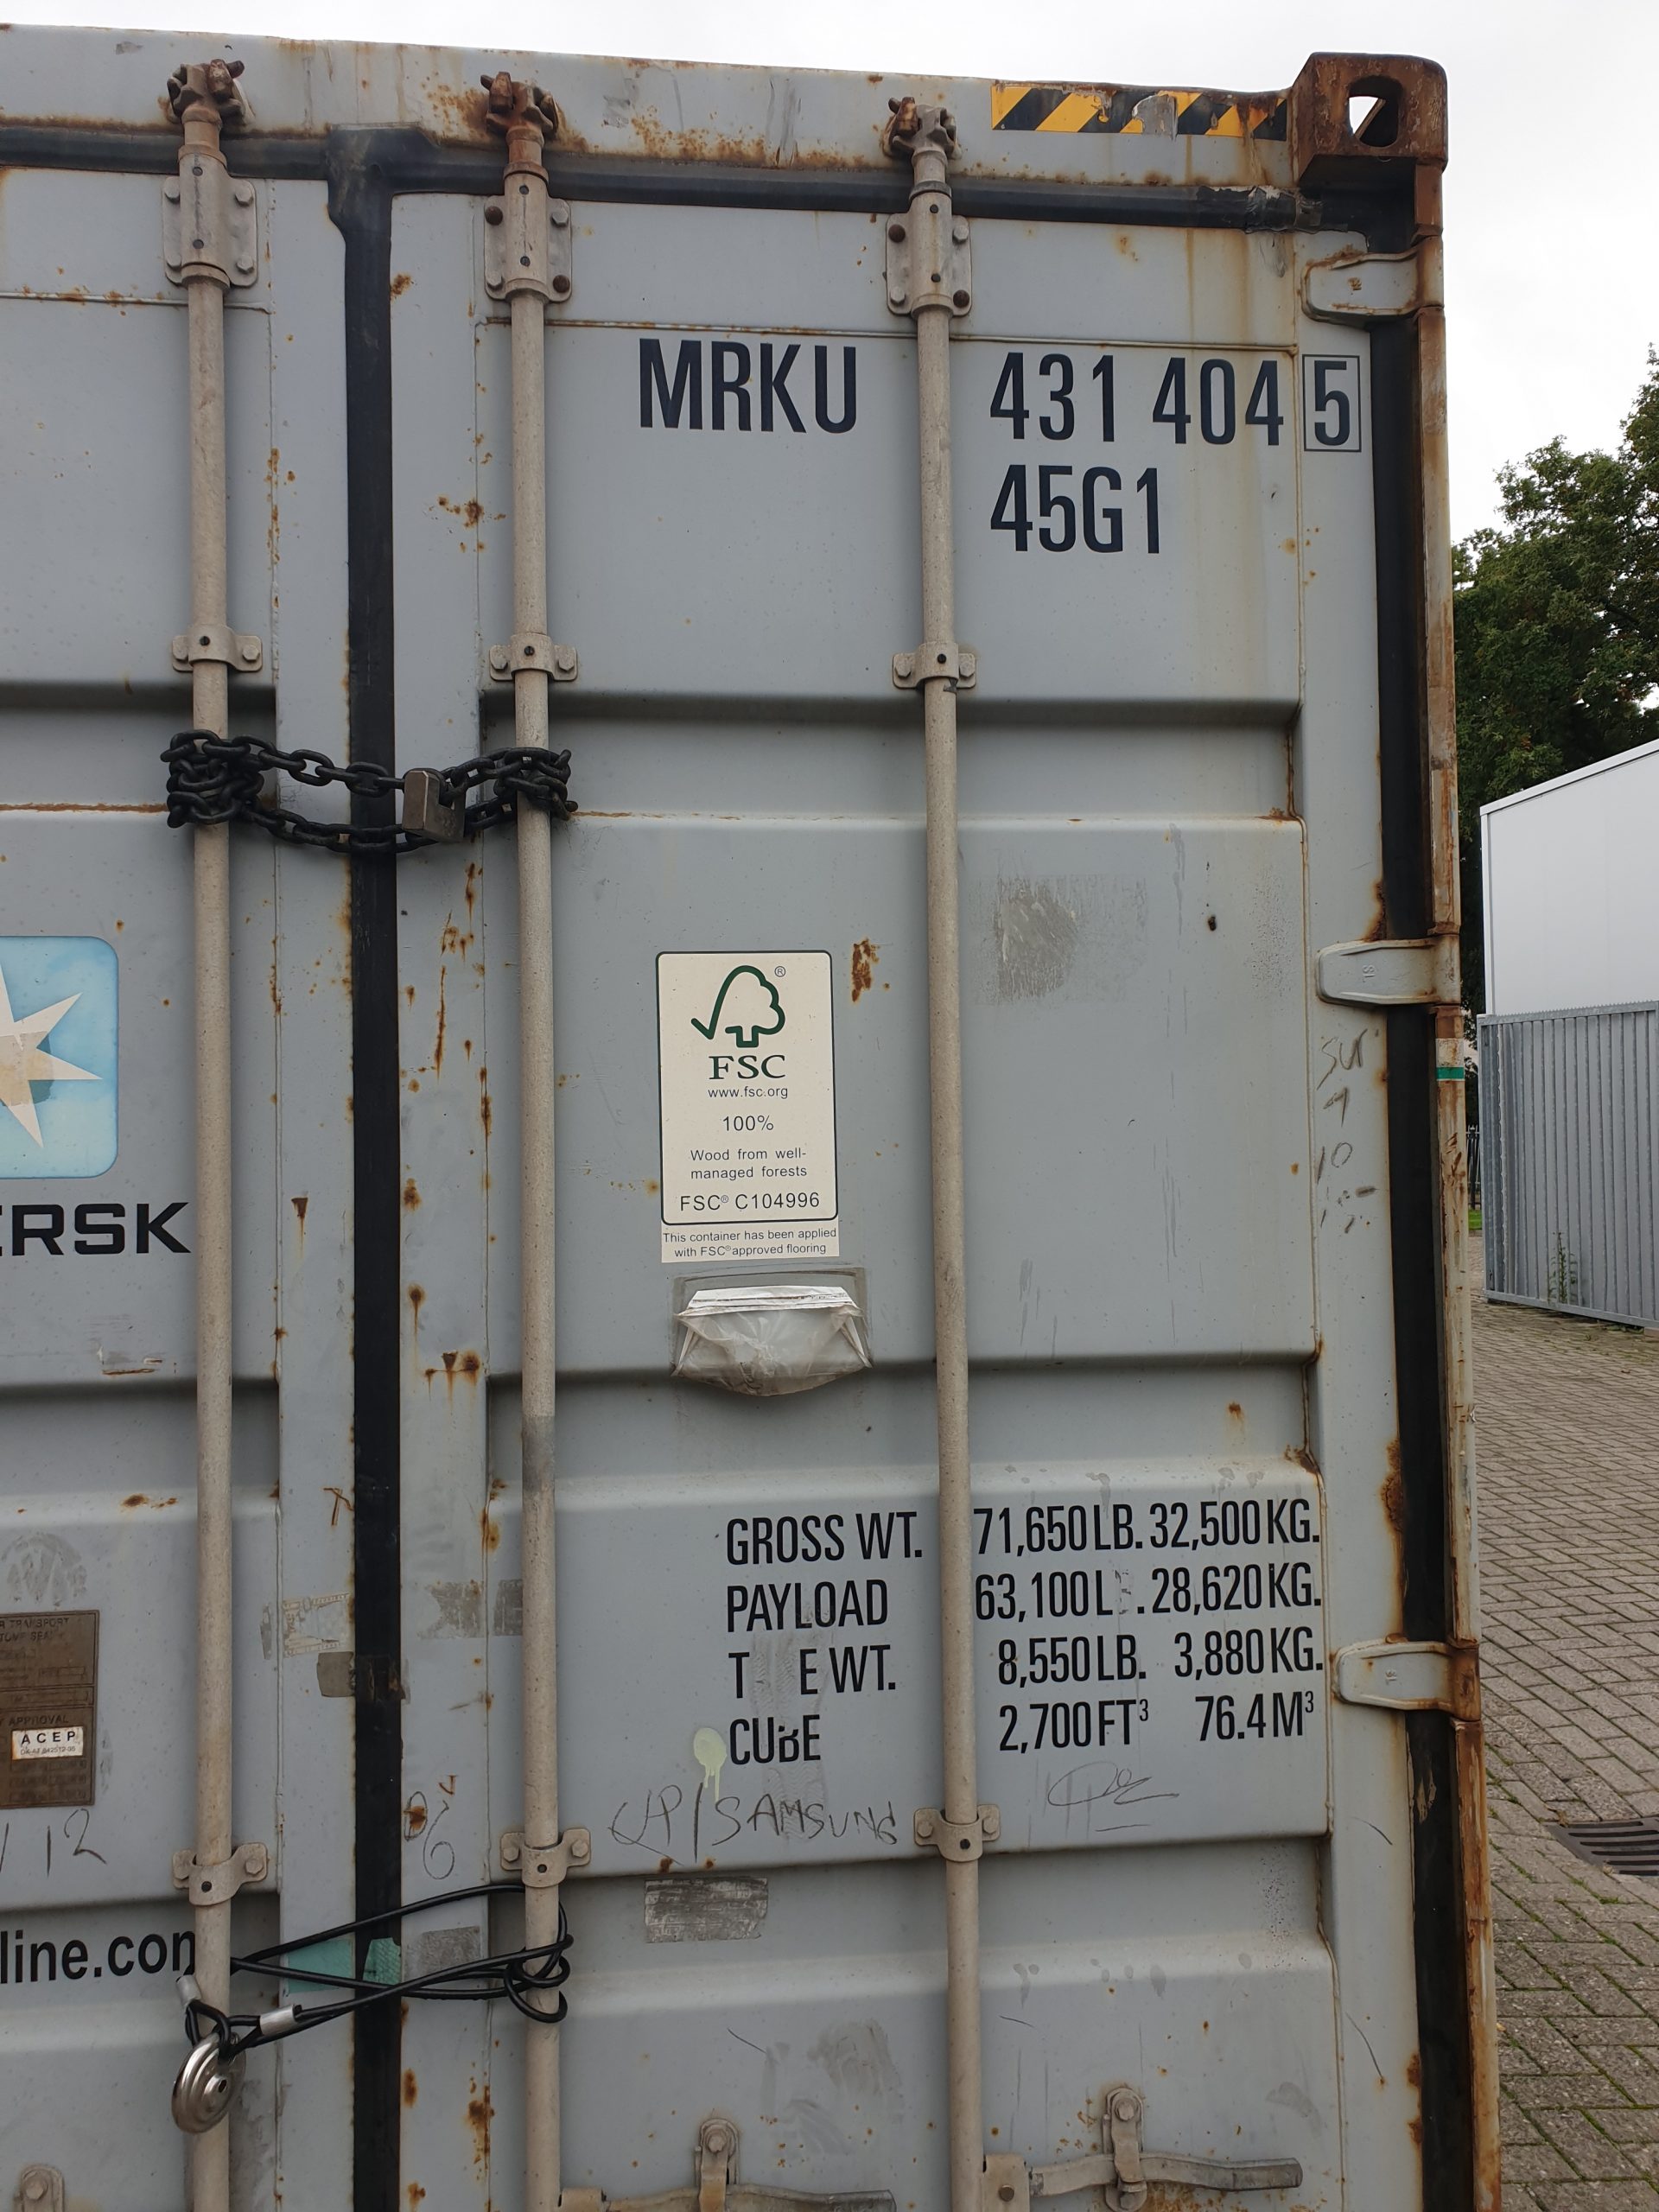 MRKU 431 404 5
45G1
®
FSC
www.fsc.org
100%
Wood from well-
managed forests
FSC® C104996
This container has been applied
with FSC® approved flooring
ERSK
GROSS WT. 71,650 LB. 32,500 KG.
PAYLOAD 63,100 L . 28,620 KG.
T E WT. 8,550 LB. 3,880 KG.
CUBE 2,700 FT³ 76.4 M³
APPROVAL
ACEP
SAMSUNG
12
line.com